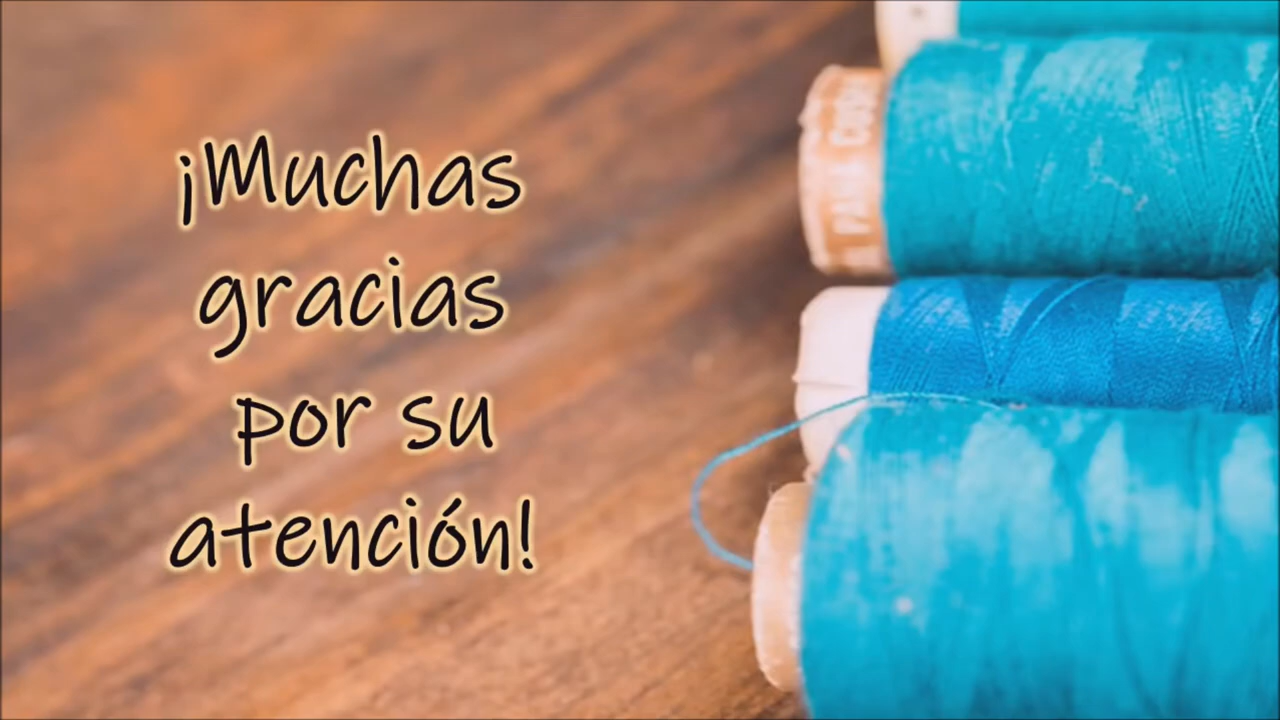 ¡Muchas
gracias
por su
atención!